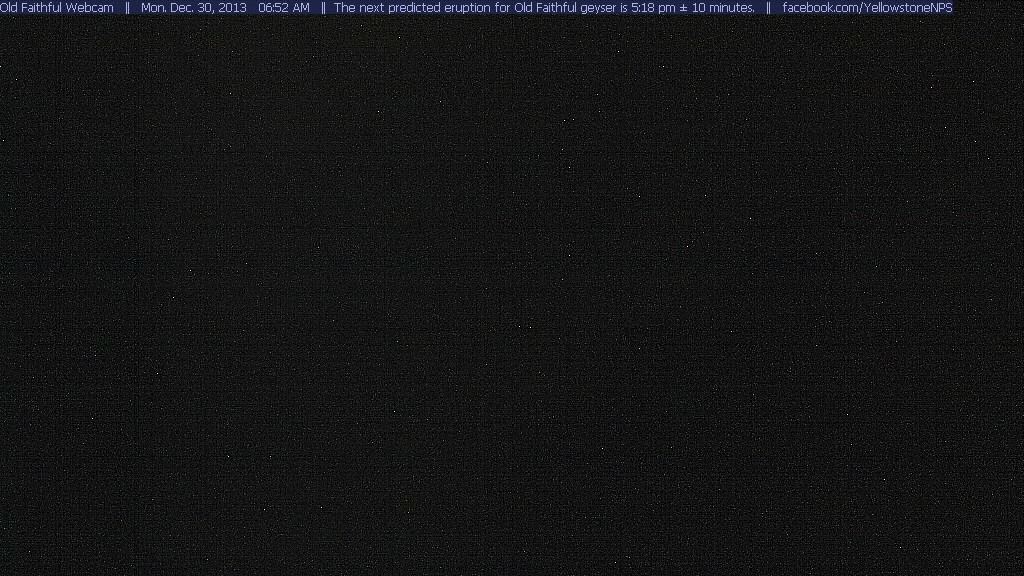 Old Faithful Webcam || Mon. Dec. 30, 2013 06:52 AM || The next predicted eruption for Old Faithful geyser is 5:18 pm ± 10 minutes. || facebook.com/YellowstoneNPS